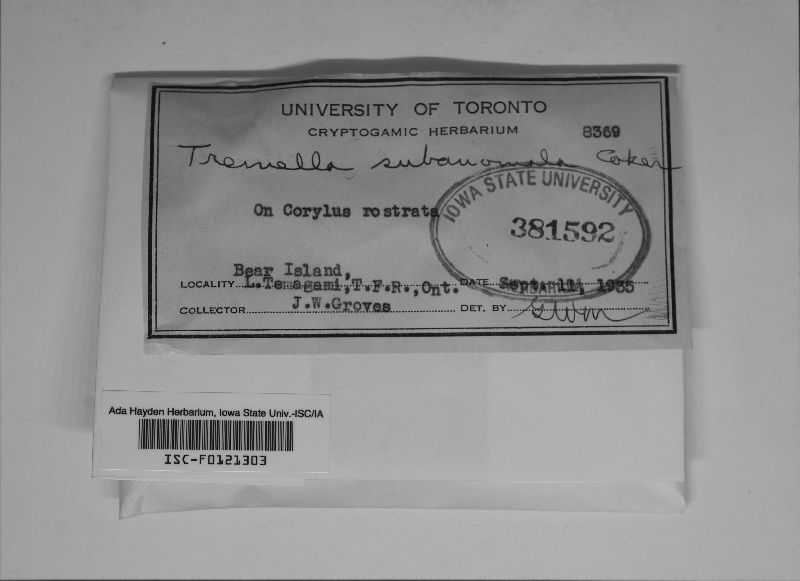 UNIVERSITY OF TORONTO
CRYPTOGAMIC HERBARIUM 8369
Tremella subanomala Coker
On Corylus rostrata
IOWA STATE UNIVERSITY
381592
Bear Island,
LOCALITY L.Temagami,T.F.R.,Ont. DATE Sept. 11, 1935
COLLECTOR J.W.Groves DET. BY GWM
Ada Hayden Herbarium, Iowa State Univ.-ISC/IA
ISC-F0121303